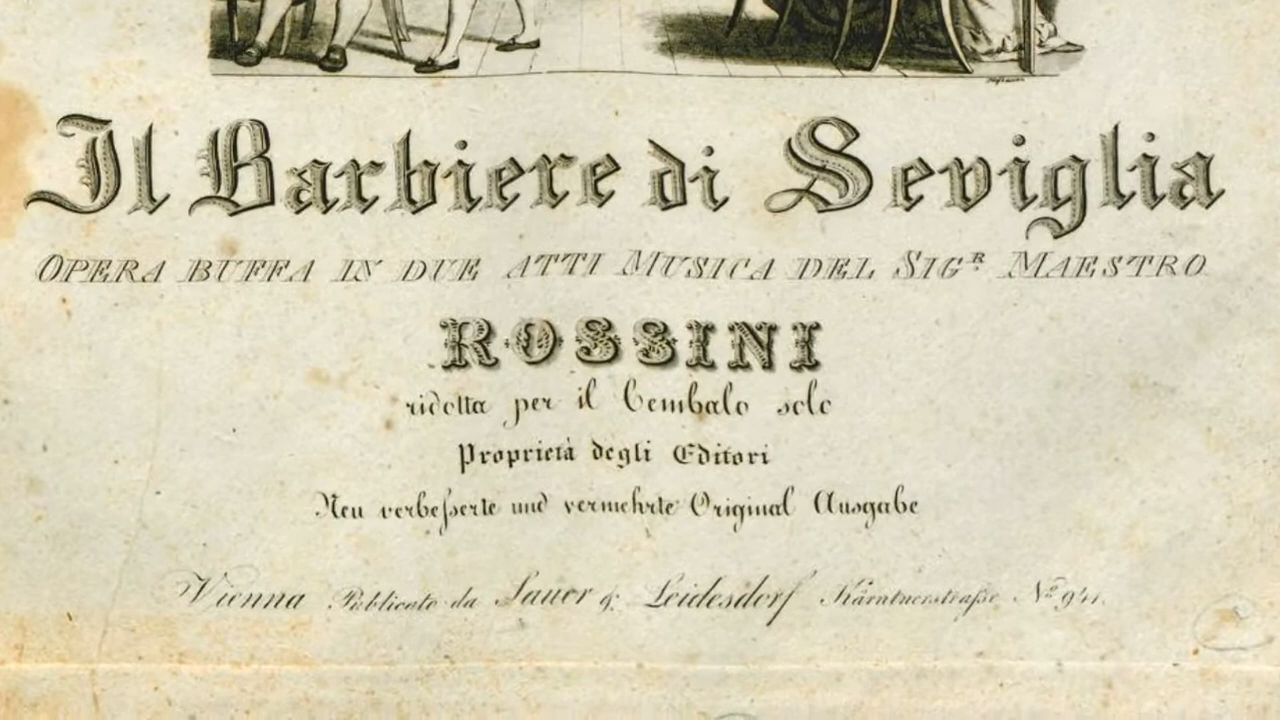 Il Barbiere di Seviglia
OPERA BUFFA IN DUE ATTI MUSICA DEL SIGR MAESTRO
ROSSINI
ridotta per il Cembalo solo
Proprietà degli Editori
Neu verbeſserte und vermehrte Original Ausgabe
Vienna Publicato da Sauer & Leidesdorf Kärntnerstraſse No 941.